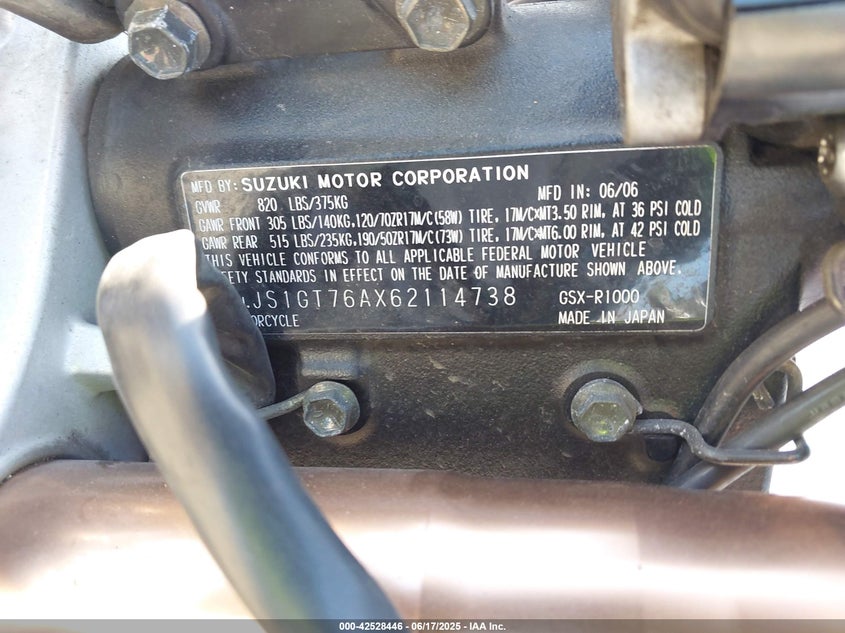 MFD BY: SUZUKI MOTOR CORPORATION
MFD IN: 06/06
GVWR 820 LBS/375KG
GAWR FRONT 305 LBS/140KG,120/70ZR17M/C(58W) TIRE, 17M/C×MT3.50 RIM, AT 36 PSI COLD
GAWR REAR 515 LBS/235KG,190/50ZR17M/C(73W) TIRE, 17M/C×MT6.00 RIM, AT 42 PSI COLD
THIS VEHICLE CONFORMS TO ALL APPLICABLE FEDERAL MOTOR VEHICLE
STANDARDS IN EFFECT ON THE DATE OF MANUFACTURE SHOWN ABOVE.
JS1GT76AX62114738 GSX-R1000
MADE IN JAPAN
000-42528446 - 06/17/2025 - IAA Inc.